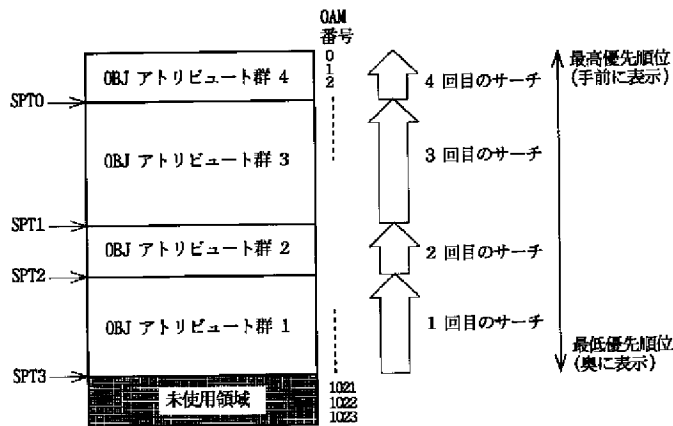 OAM
番号
0
1
2
OBJ アトリビュート群 4
4 回目のサーチ
最高優先順位
(手前に表示)
SPT0
OBJ アトリビュート群 3
3 回目のサーチ
SPT1
OBJ アトリビュート群 2
2 回目のサーチ
SPT2
OBJ アトリビュート群 1
1 回目のサーチ
最低優先順位
(奥に表示)
SPT3
未使用領域
1021
1022
1023